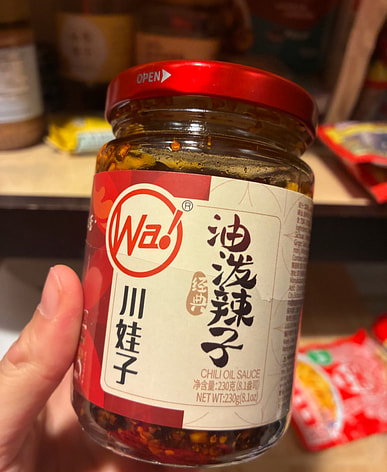 OPEN
Wa!®
川娃子
油泼辣子
经典
CHILI OIL SAUCE
净含量:230克(8.1盎司)
NET WT:230g(8.1oz)